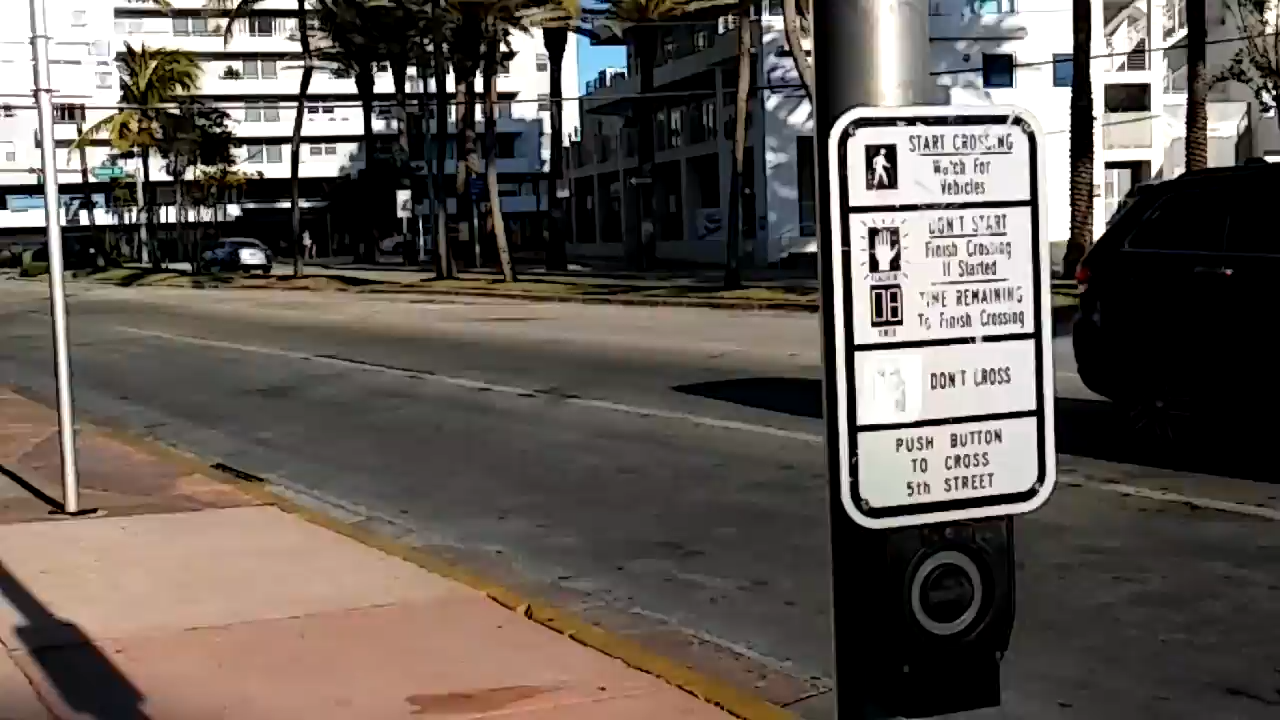 START CROSSING
Watch For
Vehicles
DON'T START
Finish Crossing
If Started
TIME REMAINING
To Finish Crossing
DON'T CROSS
PUSH BUTTON
TO CROSS
5th STREET